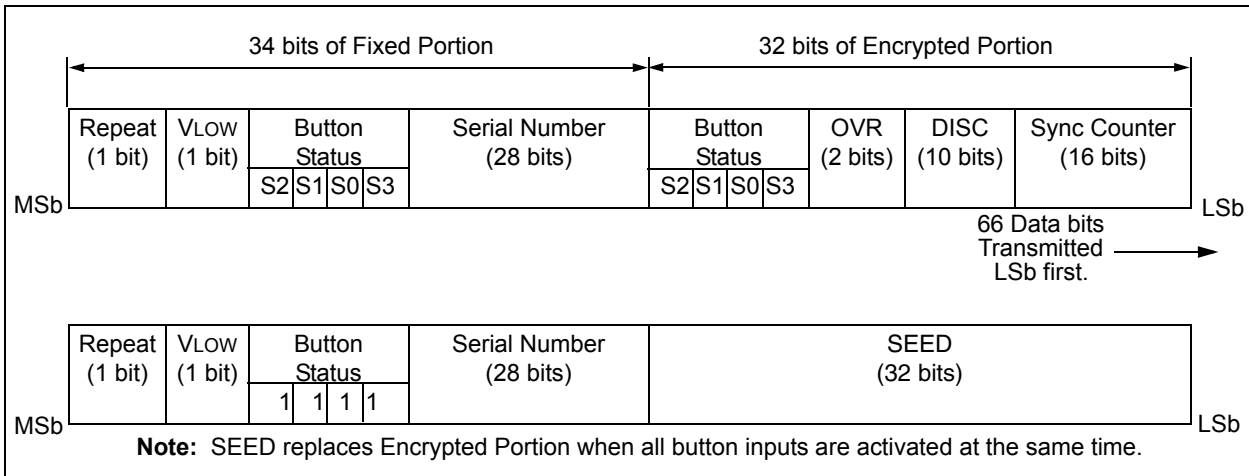 34 bits of Fixed Portion 32 bits of Encrypted Portion
Repeat VLOW Button Serial Number Button OVR DISC Sync Counter
(1 bit) (1 bit) Status (28 bits) Status (2 bits) (10 bits) (16 bits)
S2 S1 S0 S3 S2 S1 S0 S3
MSb LSb
66 Data bits
Transmitted
LSb first.
Repeat VLOW Button Serial Number SEED
(1 bit) (1 bit) Status (28 bits) (32 bits)
1 1 1 1
MSb LSb
Note: SEED replaces Encrypted Portion when all button inputs are activated at the same time.